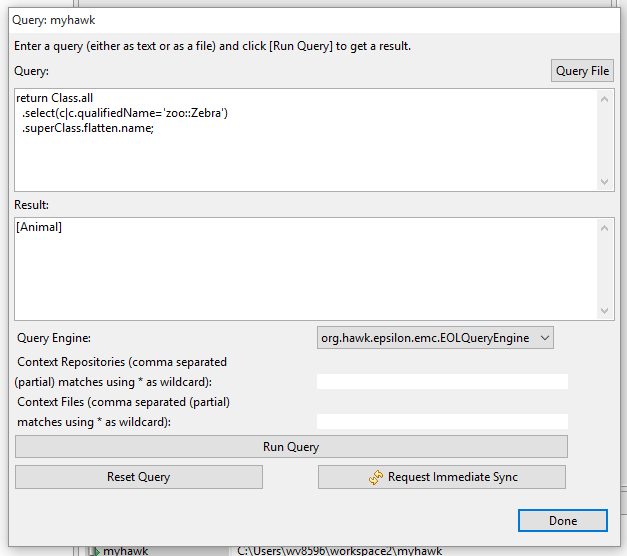 Query: myhawk
Enter a query (either as text or as a file) and click [Run Query] to get a result.
Query:
Query File
return Class.all
.select(c|c.qualifiedName='zoo::Zebra')
.superClass.flatten.name;
Result:
[Animal]
Query Engine:
org.hawk.epsilon.emc.EOLQueryEngine
Context Repositories (comma separated
(partial) matches using * as wildcard):
Context Files (comma separated (partial)
matches using * as wildcard):
Run Query
Reset Query
Request Immediate Sync
Done
myhawk
C:\Users\wv8596\workspace2\myhawk